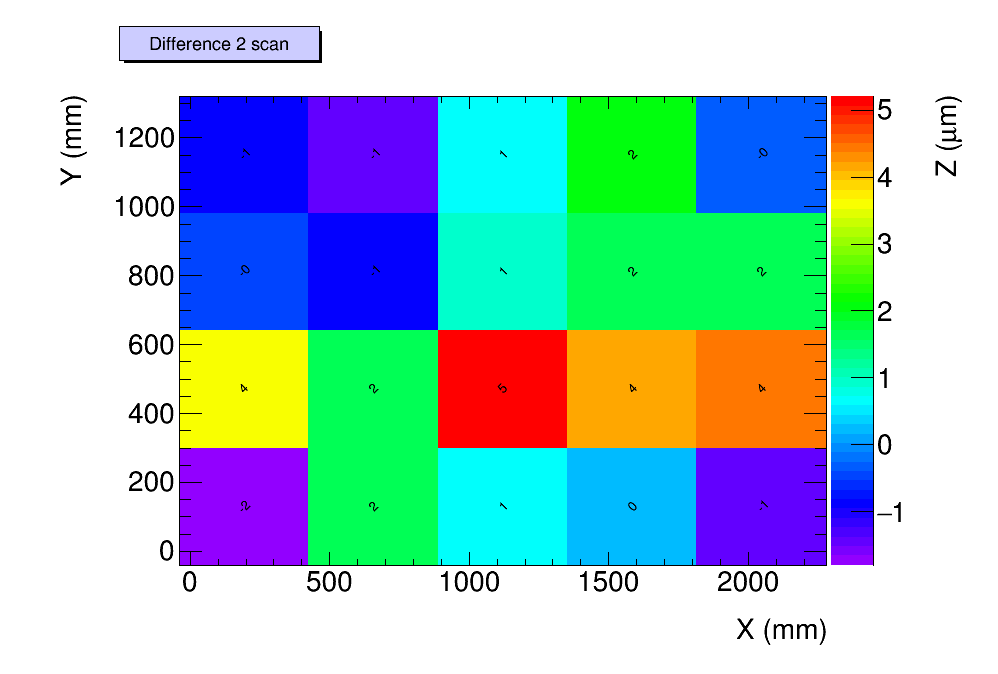 Difference 2 scan
Y (mm)
Z (μm)
1200
1000
800
600
400
200
0
-1 -1 1 2 -0
-0 -1 1 2 2
4 2 5 4 4
-2 2 1 0 -1
5
4
3
2
1
0
−1
0 500 1000 1500 2000
X (mm)